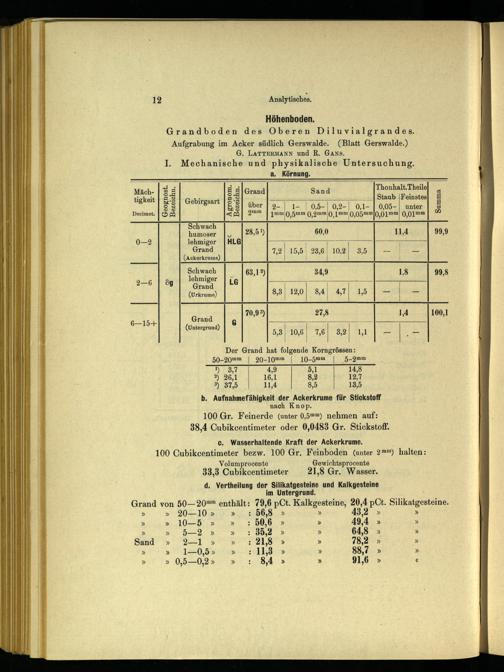 12 Analytisches.
Höhenboden.
Grandboden des Oberen Diluvialgrandes.
Aufgrabung im Acker südlich Gerswalde. (Blatt Gerswalde.)
G. Lattermann und R. Gans.
I. Mechanische und physikalische Untersuchung.
a. Körnung.
Mächtigkeit Decimet. | Geognost. Bezeichn. | Gebirgsart | Agronom. Bezeichn. | Grand über 2mm | Sand 2-1mm | 1-0,5mm | 0,5-0,2mm | 0,2-0,1mm | 0,1-0,05mm | Thonhalt. Theile Staub 0,05-0,01mm | Feinstes unter 0,01mm | Summa
0—2 Schwach humoser lehmiger Grand (Ackerkrume) HLG 28,5 ¹) 60,0 11,4 99,9
7,2 15,5 23,6 10,2 3,5 — —
2—6 ∂g Schwach lehmiger Grand (Urkrume) LG 63,1 ²) 34,9 1,8 99,8
8,3 12,0 8,4 4,7 1,5 — —
6—15+ Grand (Untergrund) G 70,9 ³) 27,8 1,4 100,1
5,3 10,6 7,6 3,2 1,1 — —
Der Grand hat folgende Korngrössen:
50-20mm 20-10mm 10-5mm 5-2mm
¹) 3,7 4,9 5,1 14,8
²) 26,1 16,1 8,2 12,7
³) 37,5 11,4 8,5 13,5
b. Aufnahmefähigkeit der Ackerkrume für Stickstoff
nach Knop.
100 Gr. Feinerde (unter 0,5mm) nehmen auf:
38,4 Cubikcentimeter oder 0,0483 Gr. Stickstoff.
c. Wasserhaltende Kraft der Ackerkrume.
100 Cubikcentimeter bezw. 100 Gr. Feinboden (unter 2mm) halten:
Volumprocente Gewichtsprocente
33,3 Cubikcentimeter 21,8 Gr. Wasser.
d. Vertheilung der Silikatgesteine und Kalkgesteine
im Untergrund.
Grand von 50—20mm enthält: 79,6 pCt. Kalkgesteine, 20,4 pCt. Silikatgesteine.
» » 20—10 » » : 56,8 » » 43,2 » »
» » 10—5 » » : 50,6 » » 49,4 » »
» » 5—2 » » : 35,2 » » 64,8 » »
Sand » 2—1 » » : 21,8 » » 78,2 » »
» » 1—0,5 » » : 11,3 » » 88,7 » »
» » 0,5—0,2 » » : 8,4 » » 91,6 » «